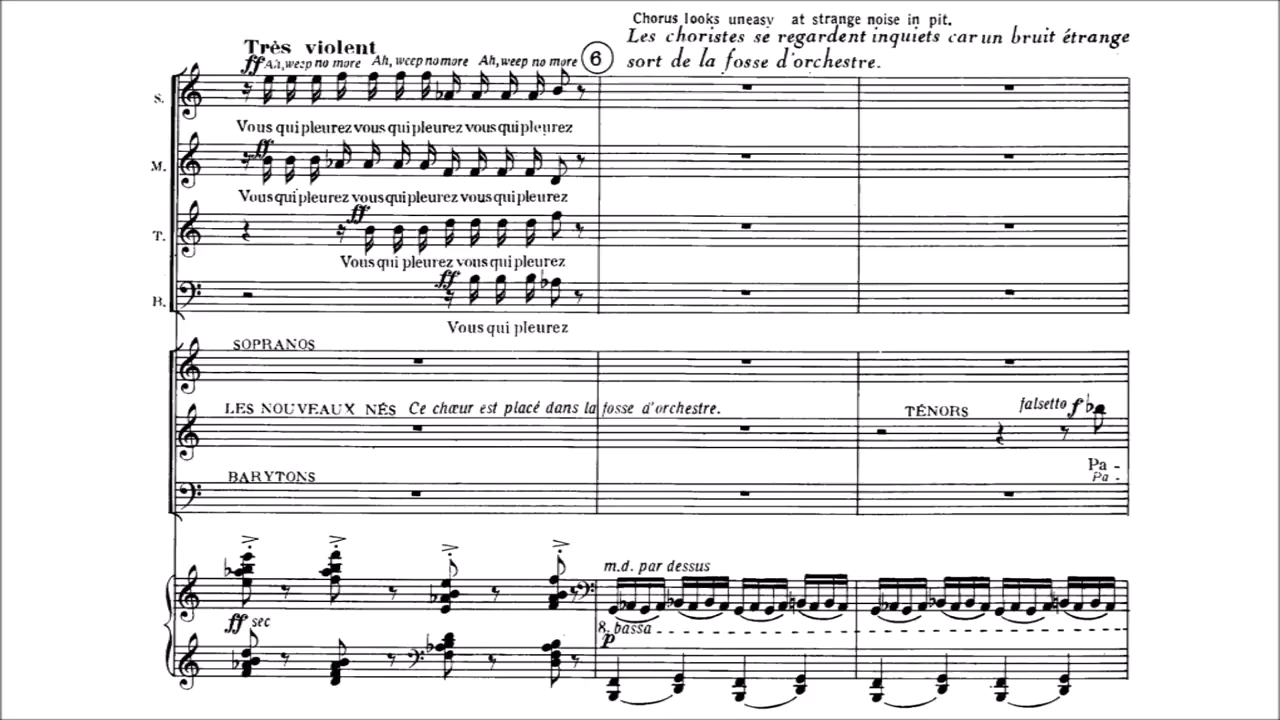 Chorus looks uneasy at strange noise in pit.
Très violent
Les choristes se regardent inquiets car un bruit étrange
ff Ah, weep no more Ah, weep no more Ah, weep no more
6
sort de la fosse d'orchestre.
S.
Vous qui pleurez vous qui pleurez vous qui pleurez
ff
M.
Vous qui pleurez vous qui pleurez vous qui pleurez
ff
T.
Vous qui pleurez vous qui pleurez
ff
B.
Vous qui pleurez
SOPRANOS
LES NOUVEAUX NÉS Ce chœur est placé dans la fosse d'orchestre.
TÉNORS
falsetto f
Pa -
Pa -
BARYTONS
m.d. par dessus
ff sec
8. bassa
p